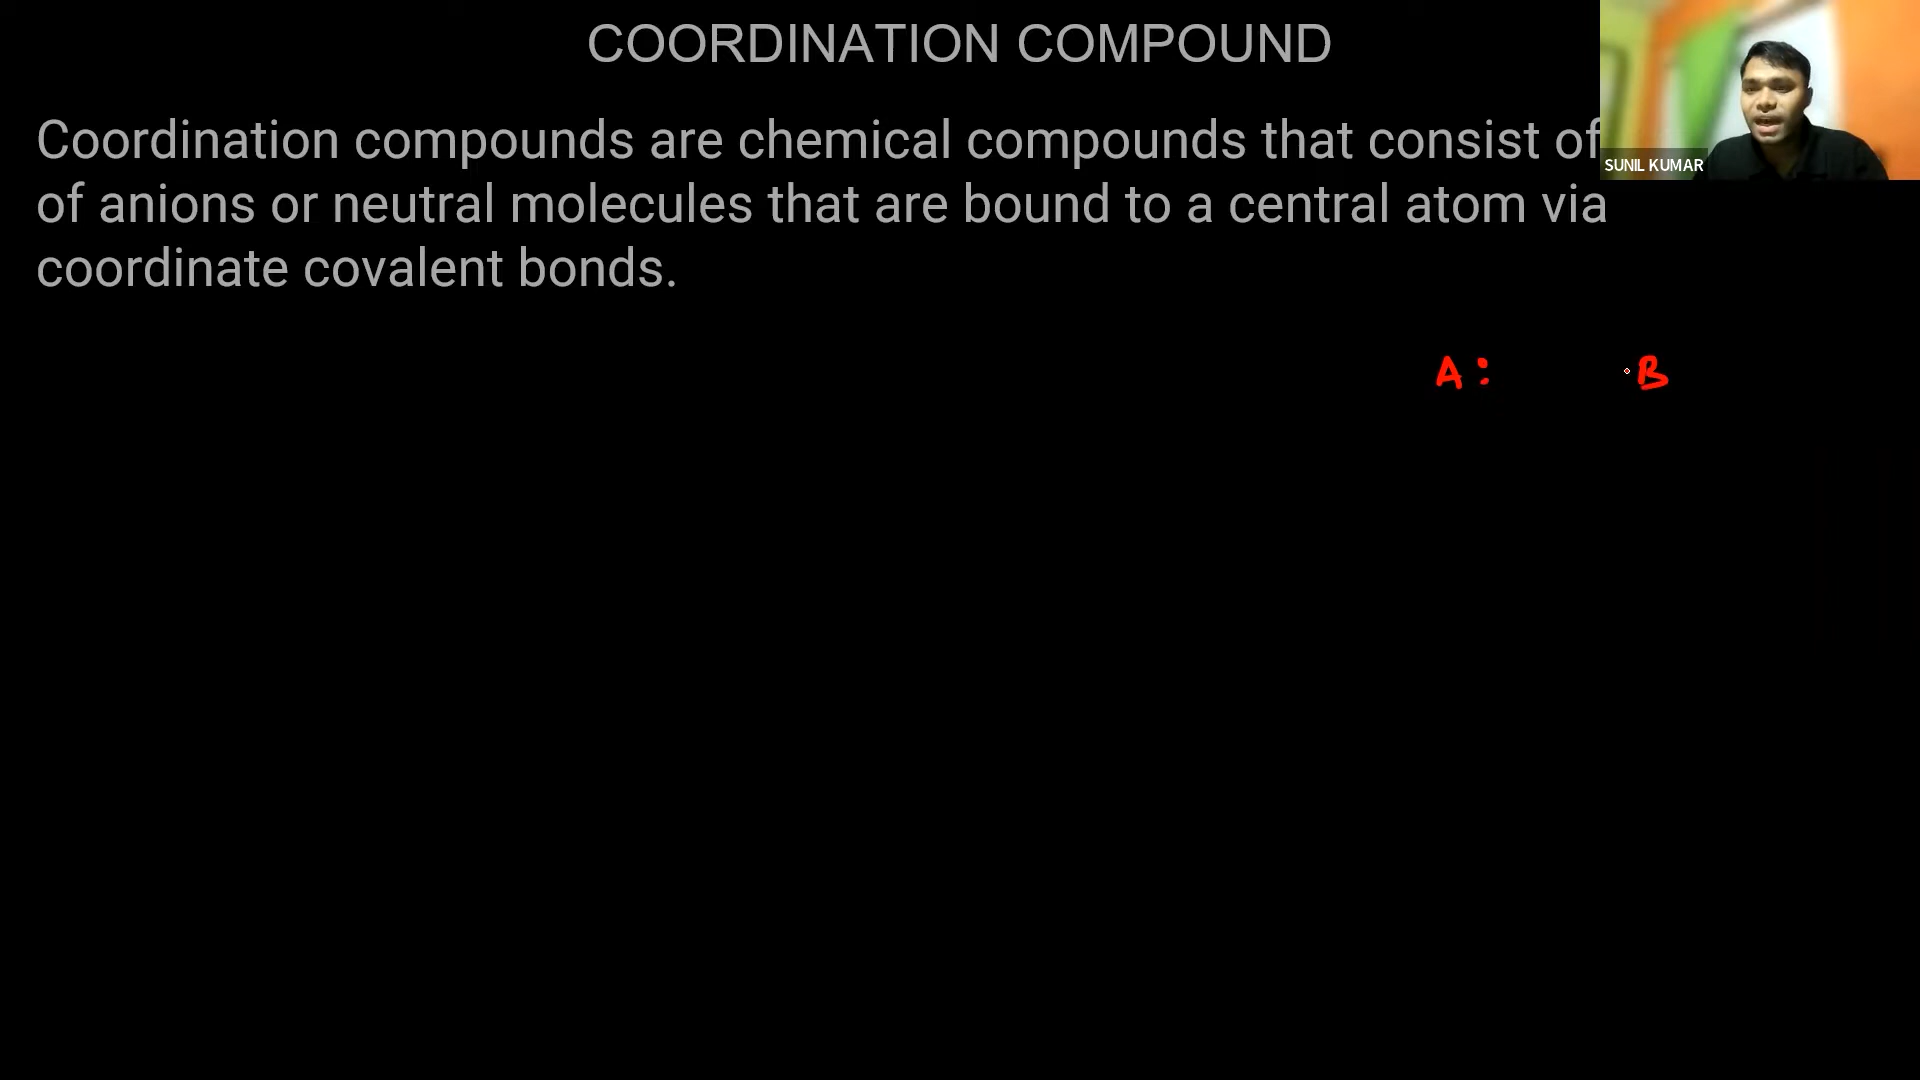 COORDINATION COMPOUND
Coordination compounds are chemical compounds that consist of
SUNIL KUMAR
of anions or neutral molecules that are bound to a central atom via
coordinate covalent bonds.
A: B